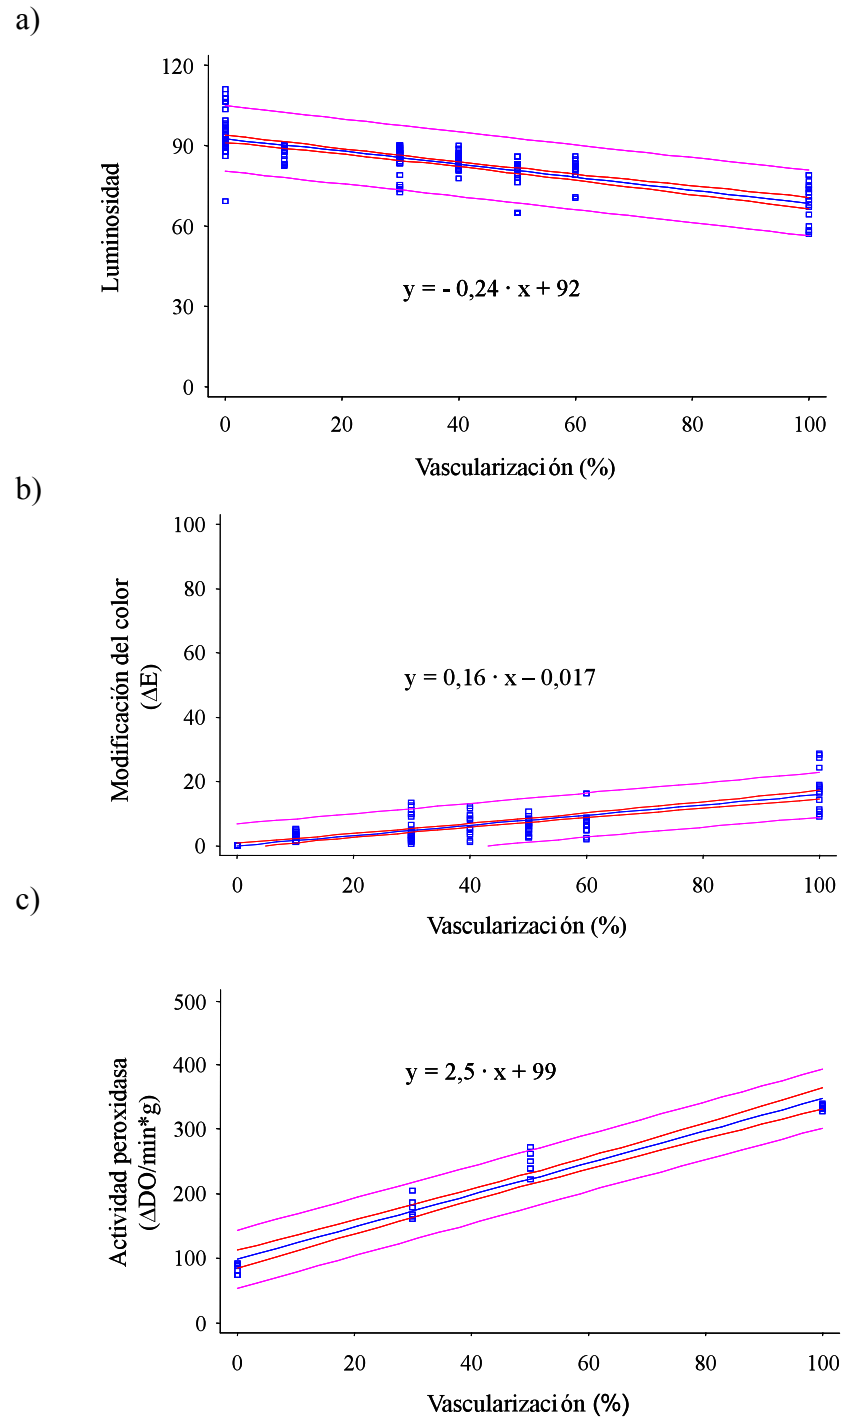 a)
120
90
60
30
0
Luminosidad
y = - 0,24 · x + 92
0 20 40 60 80 100
Vascularización (%)
b)
100
80
60
40
20
0
Modificación del color
(ΔE)
y = 0,16 · x – 0,017
0 20 40 60 80 100
Vascularización (%)
c)
500
400
300
200
100
0
Actividad peroxidasa
(ΔDO/min*g)
y = 2,5 · x + 99
0 20 40 60 80 100
Vascularización (%)